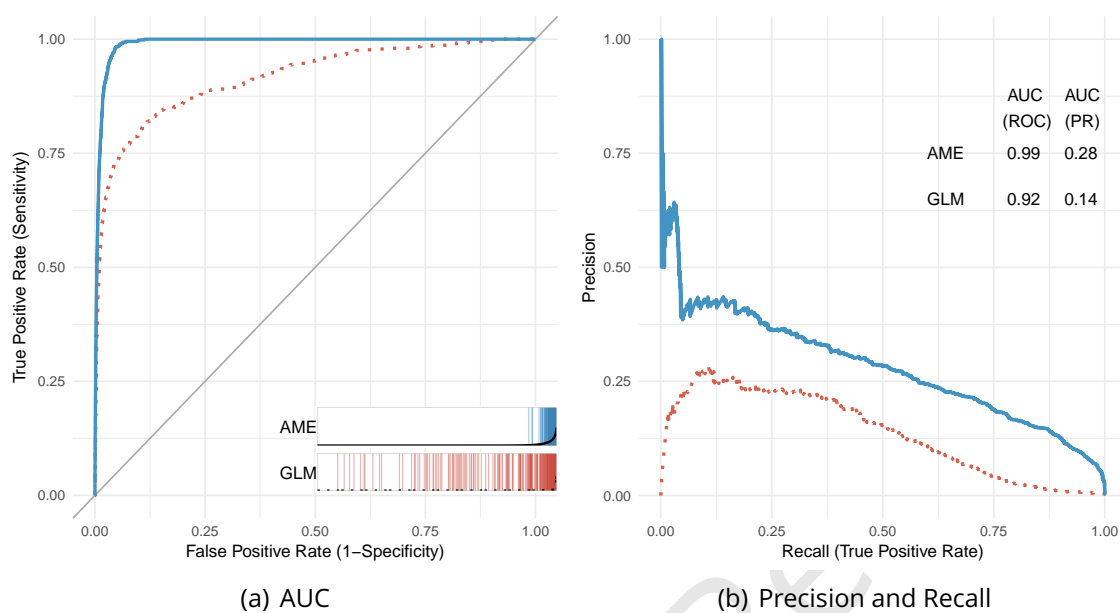 1.00
0.75
0.50
0.25
0.00
True Positive Rate (Sensitivity)
AME
GLM
0.00 0.25 0.50 0.75 1.00
False Positive Rate (1−Specificity)
(a) AUC
1.00
0.75
0.50
0.25
0.00
Precision
AUC AUC
(ROC) (PR)
AME 0.99 0.28
GLM 0.92 0.14
0.00 0.25 0.50 0.75 1.00
Recall (True Positive Rate)
(b) Precision and Recall